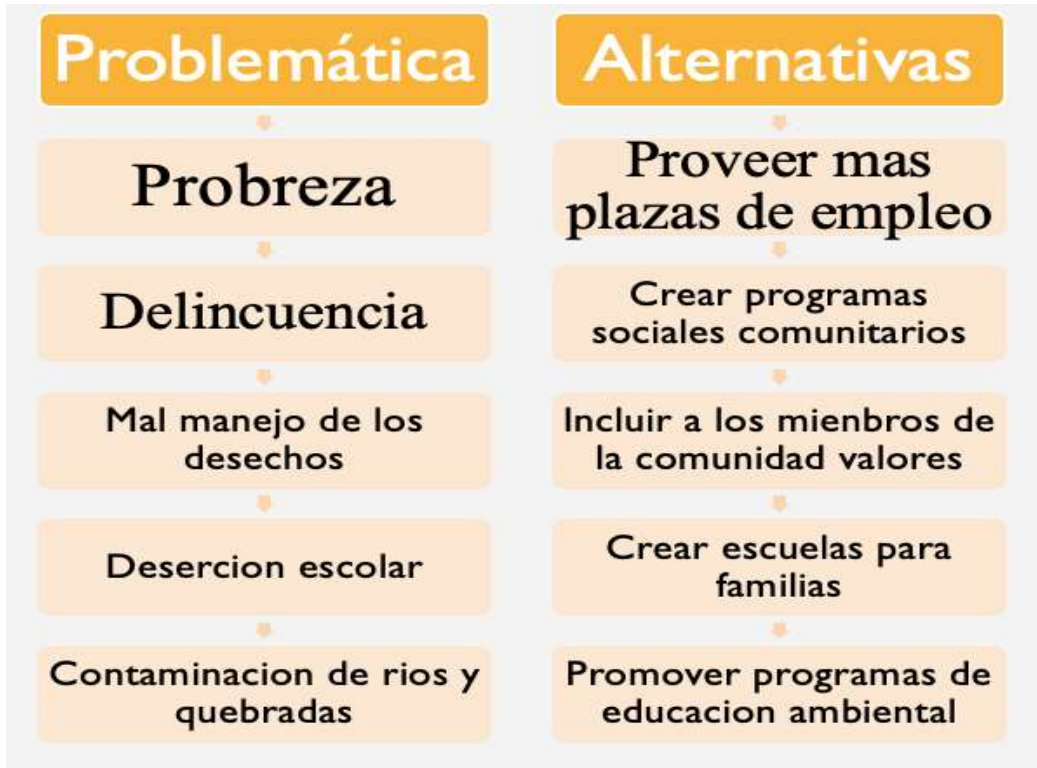 Problemática
Probreza
Delincuencia
Mal manejo de los
desechos
Desercion escolar
Contaminacion de rios y
quebradas
Alternativas
Proveer mas
plazas de empleo
Crear programas
sociales comunitarios
Incluir a los mienbros de
la comunidad valores
Crear escuelas para
familias
Promover programas de
educacion ambiental